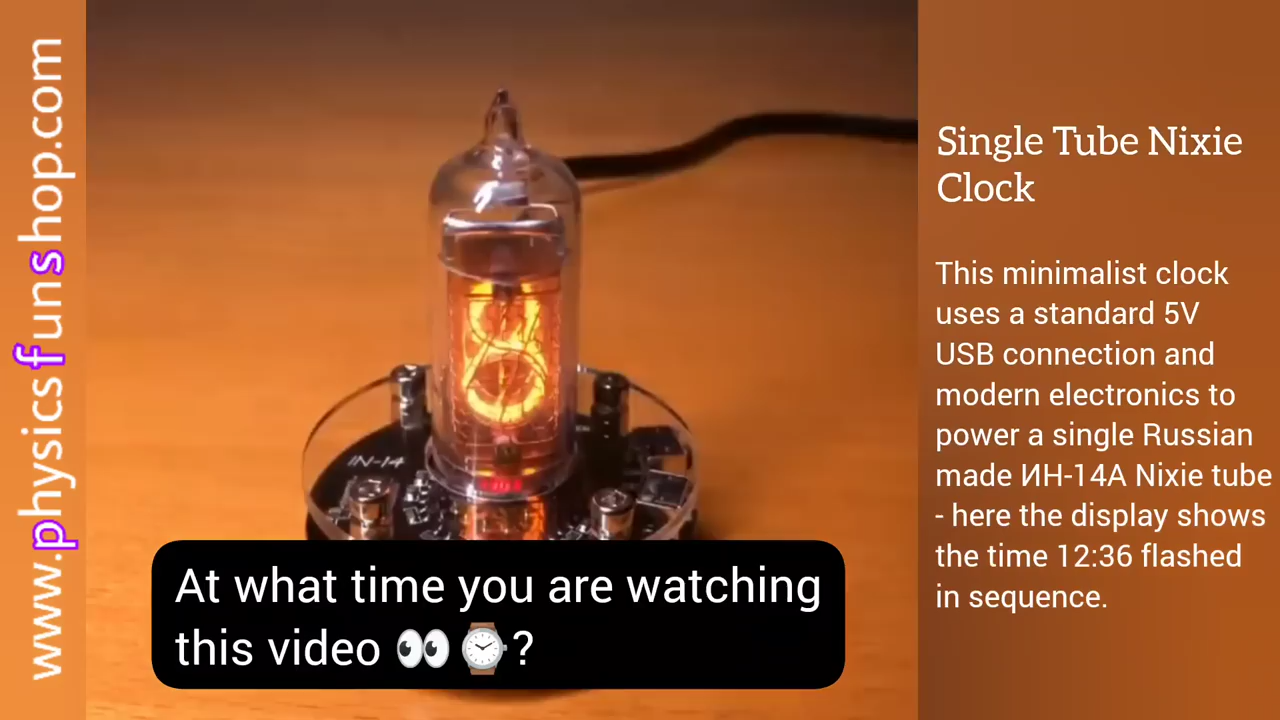 www.physicsfunshop.com
8
IN-14
Single Tube Nixie
Clock
This minimalist clock
uses a standard 5V
USB connection and
modern electronics to
power a single Russian
made ИН-14А Nixie tube
- here the display shows
the time 12:36 flashed
in sequence.
At what time you are watching
this video 👀⌚?